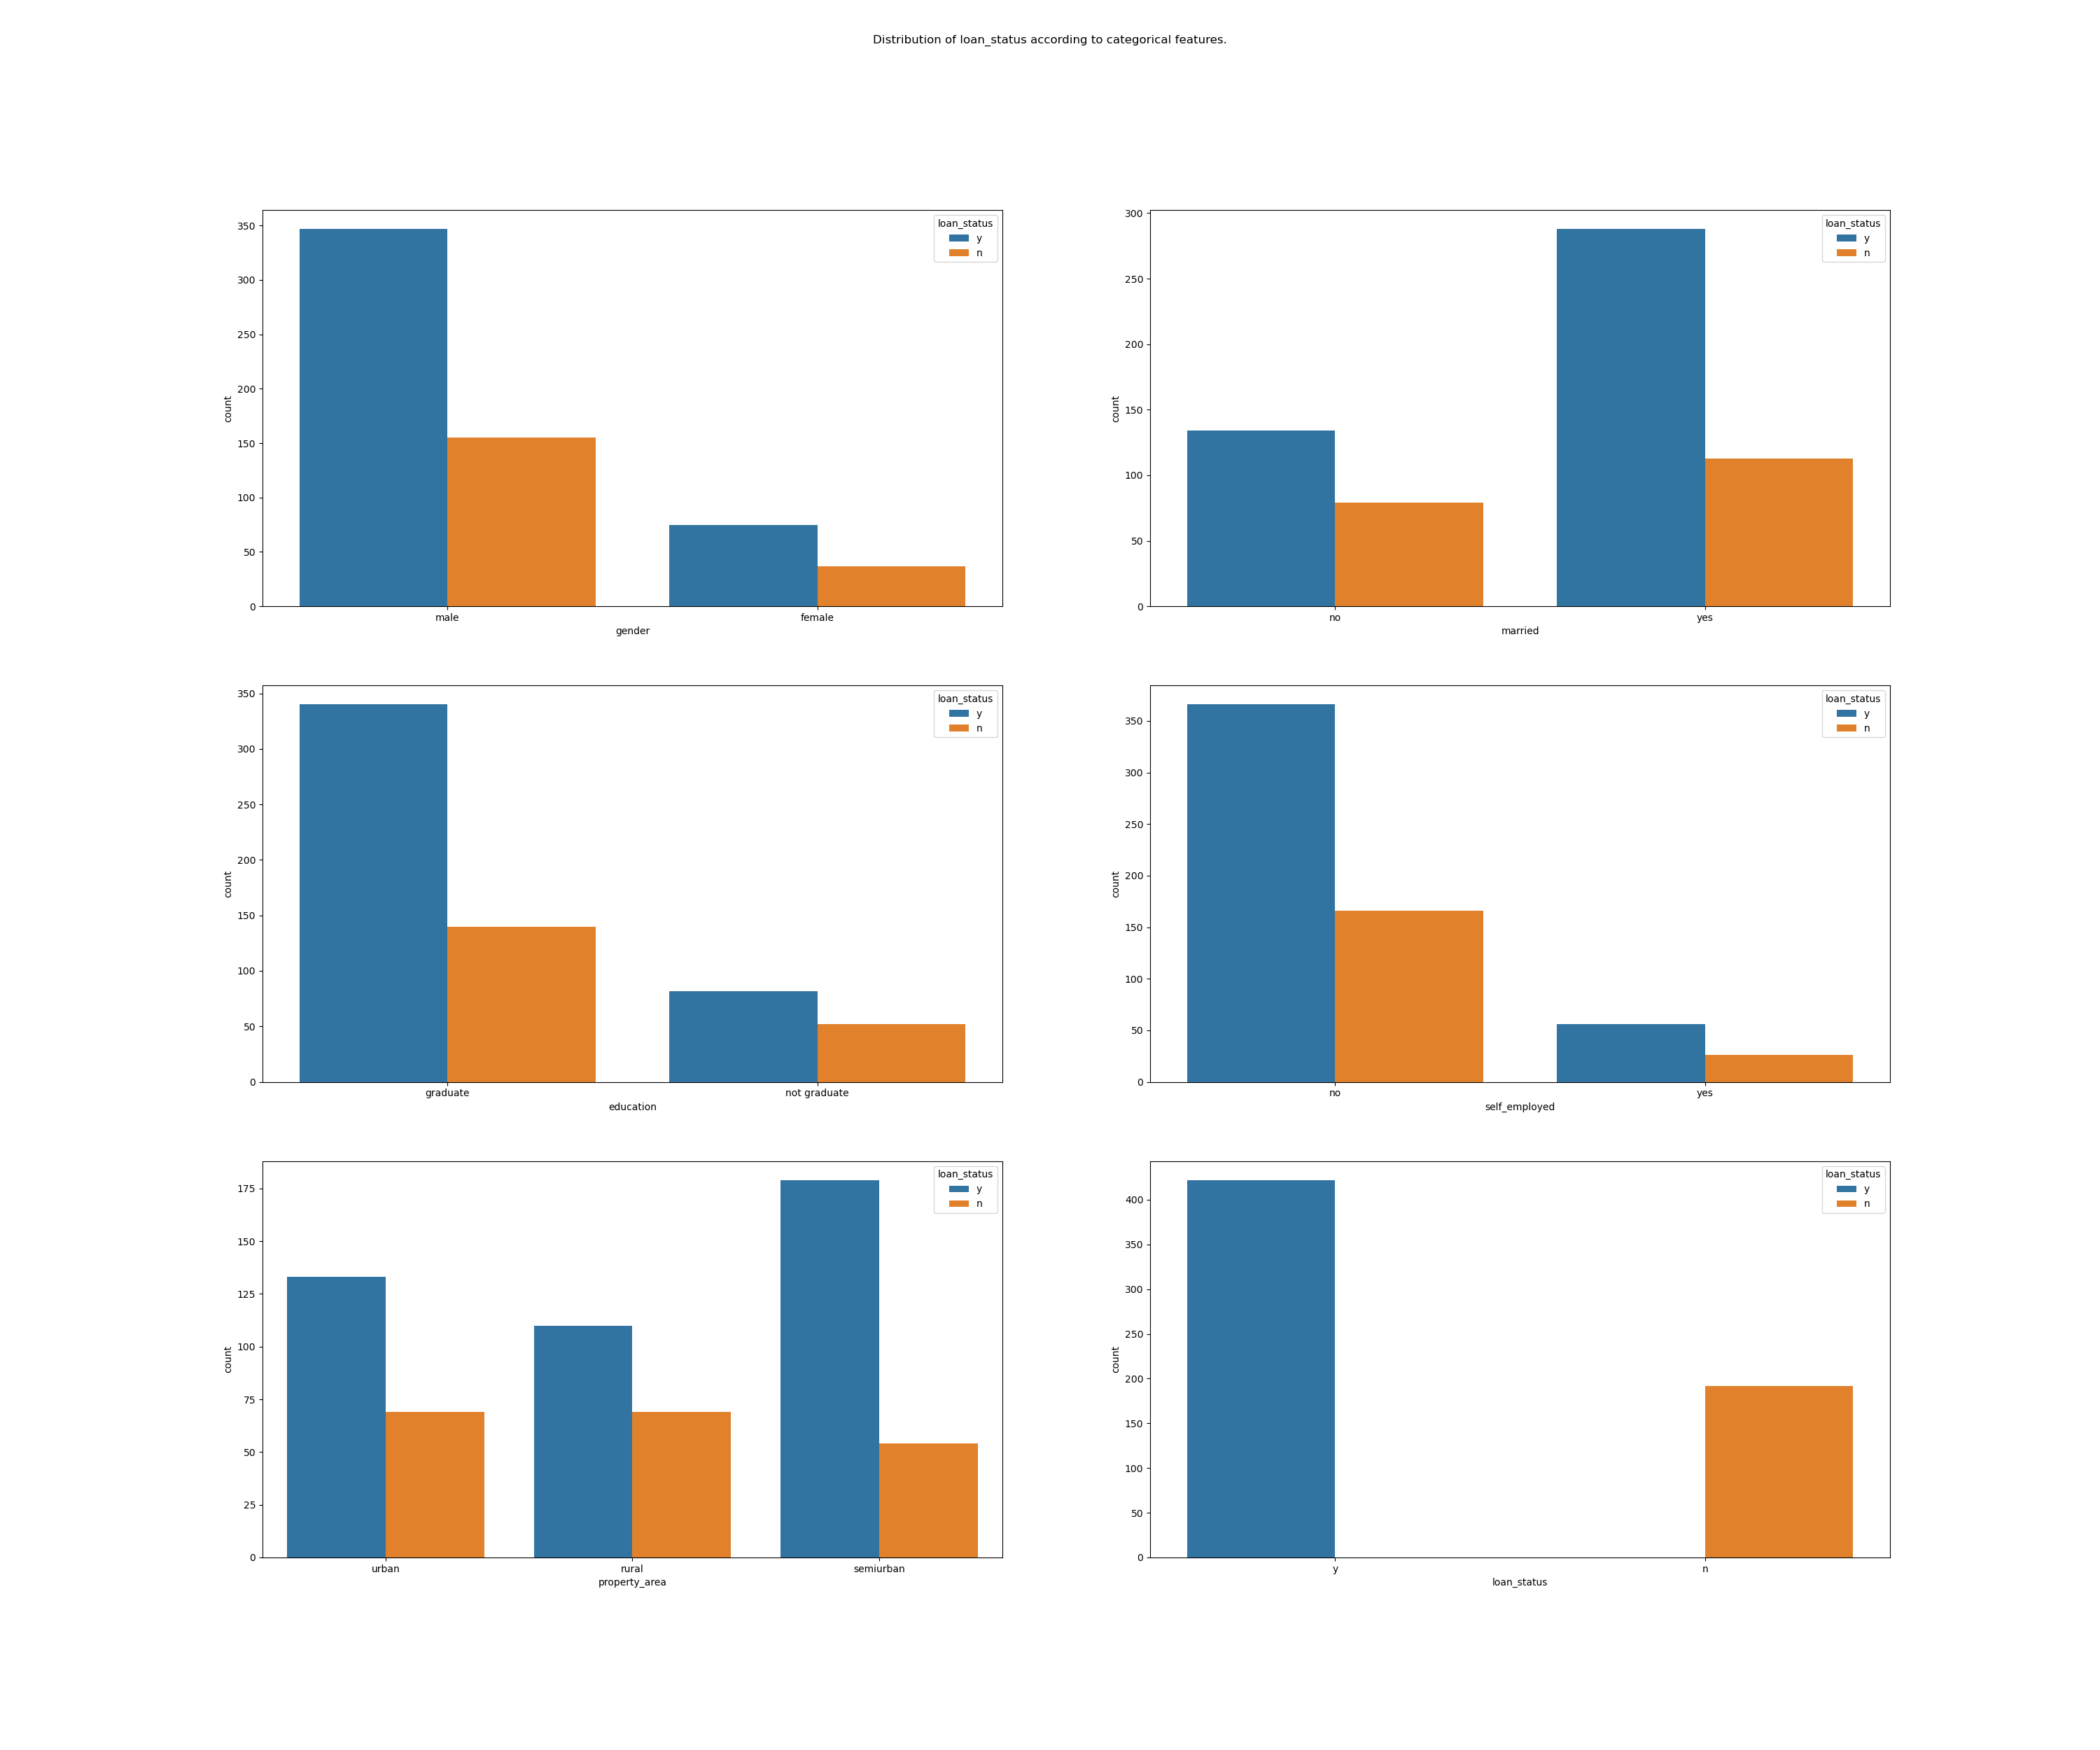 Distribution of loan_status according to categorical features.
350
300
250
200
150
100
50
0
count
male
female
gender
loan_status
y
n
300
250
200
150
100
50
0
count
no
yes
married
loan_status
y
n
350
300
250
200
150
100
50
0
count
graduate
not graduate
education
loan_status
y
n
350
300
250
200
150
100
50
0
count
no
yes
self_employed
loan_status
y
n
175
150
125
100
75
50
25
0
count
urban
rural
semiurban
property_area
loan_status
y
n
400
350
300
250
200
150
100
50
0
count
y
n
loan_status
loan_status
y
n